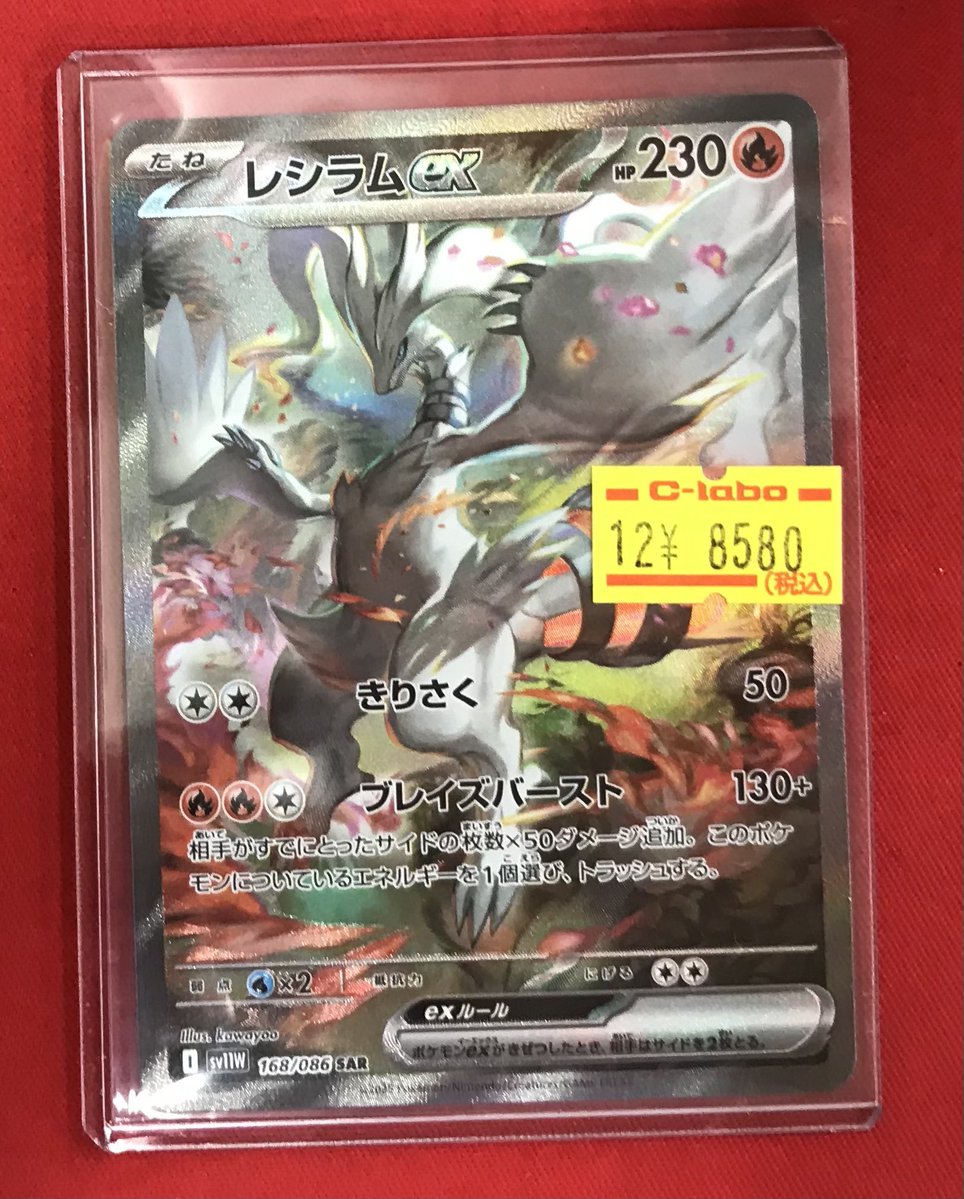 たね レシラムex HP 230
C-labo
12¥ 8580
(税込)
きりさく 50
ブレイズバースト 130+
相手がすでにとったサイドの枚数×50ダメージ追加。このポケ
モンについているエネルギーを1個選び、トラッシュする。
弱点 ×2 抵抗力 にげる
exルール
ポケモンexがきぜつしたとき、相手はサイドを2枚とる。
Illus. kawayoo
I sv11W 168/086 SAR